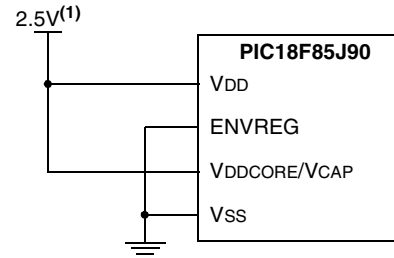 2.5V(1)
PIC18F85J90
VDD
ENVREG
VDDCORE/VCAP
VSS